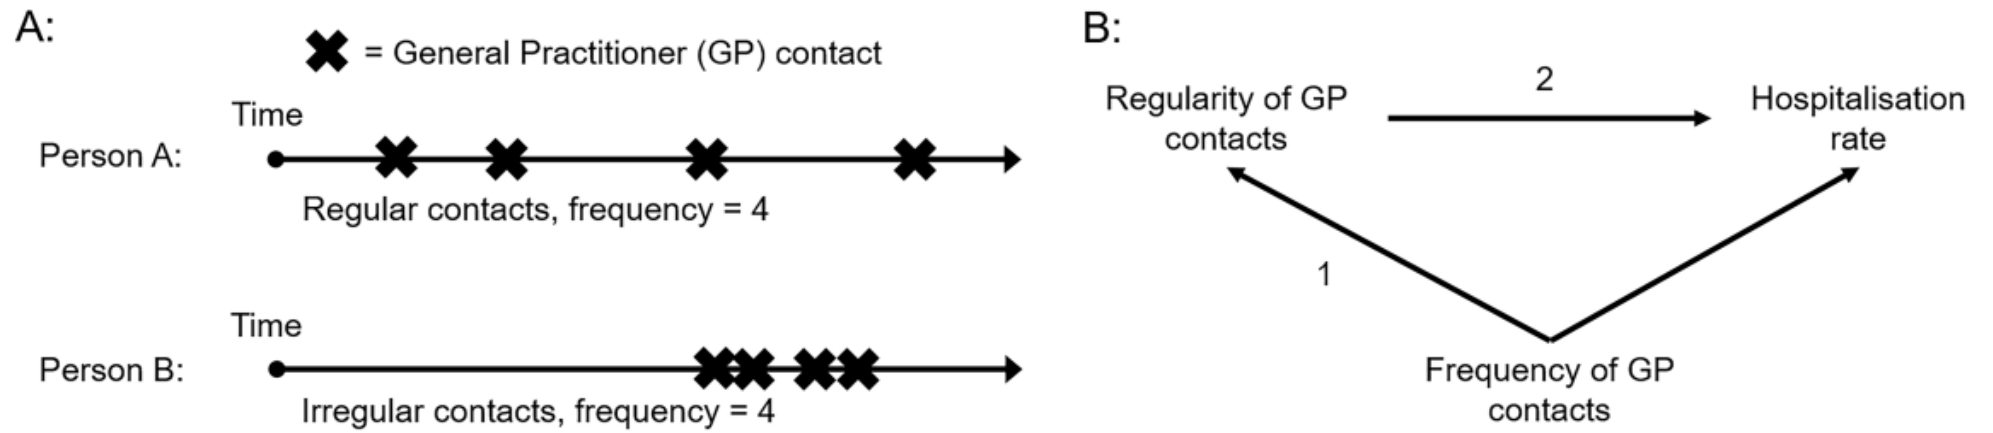 A:
= General Practitioner (GP) contact
Time
Person A:
Regular contacts, frequency = 4
Time
Person B:
Irregular contacts, frequency = 4
B:
2
Regularity of GP
contacts
Hospitalisation
rate
1
Frequency of GP
contacts